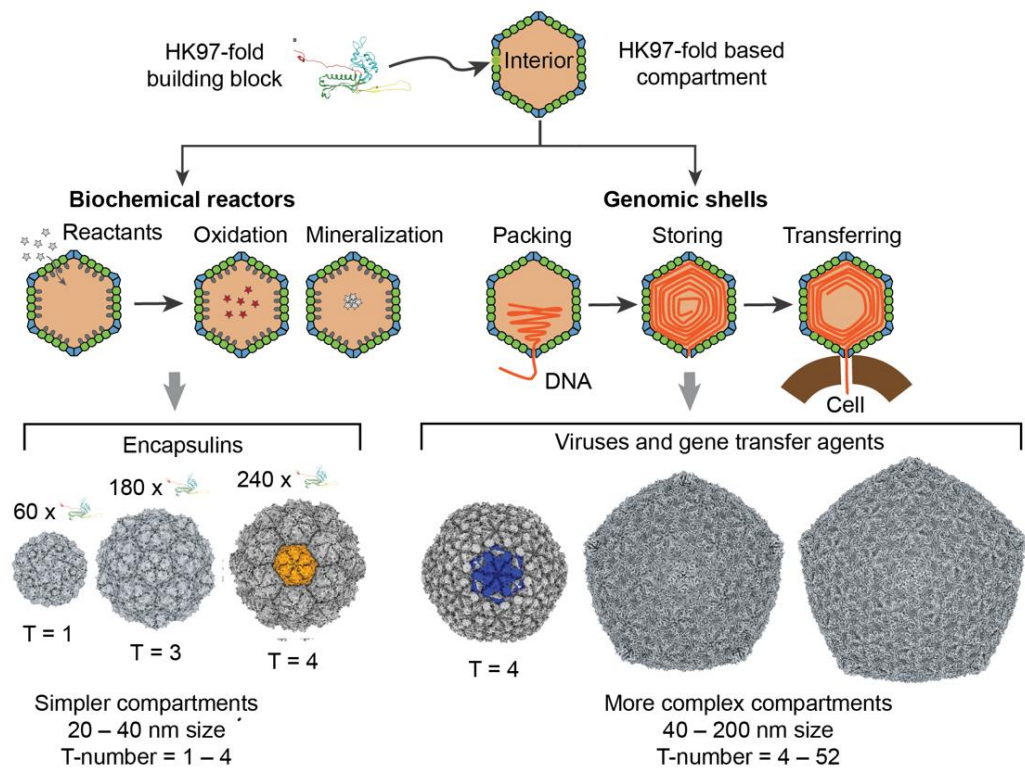 HK97-fold
building block
Interior
HK97-fold based
compartment
Biochemical reactors
Genomic shells
Reactants
Oxidation
Mineralization
Packing
Storing
Transferring
DNA
Cell
Encapsulins
Viruses and gene transfer agents
60 x
180 x
240 x
T = 1
T = 3
T = 4
T = 4
Simpler compartments
20 – 40 nm size
T-number = 1 – 4
More complex compartments
40 – 200 nm size
T-number = 4 – 52